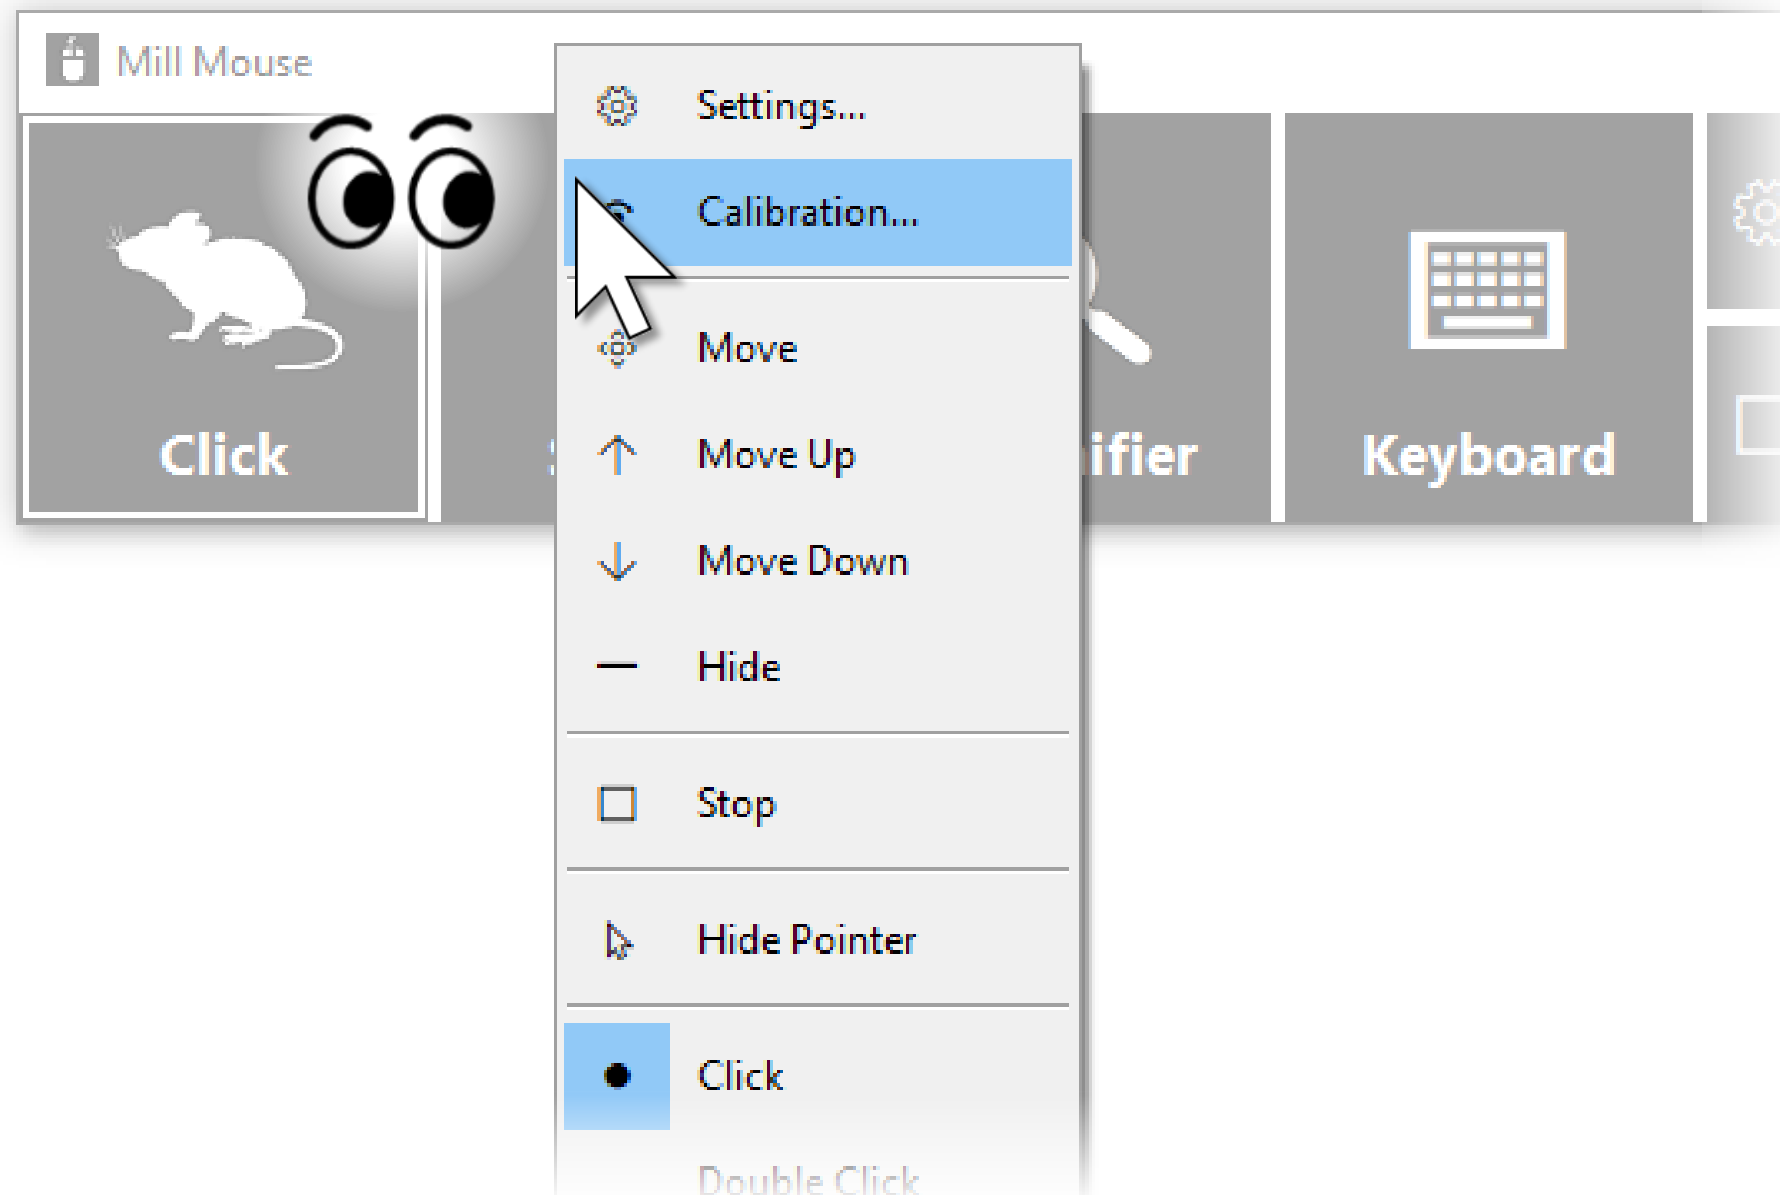 Mill Mouse
Settings...
Calibration...
Move
Move Up
Move Down
Hide
Stop
Hide Pointer
Click
Double Click
Click
ifier
Keyboard